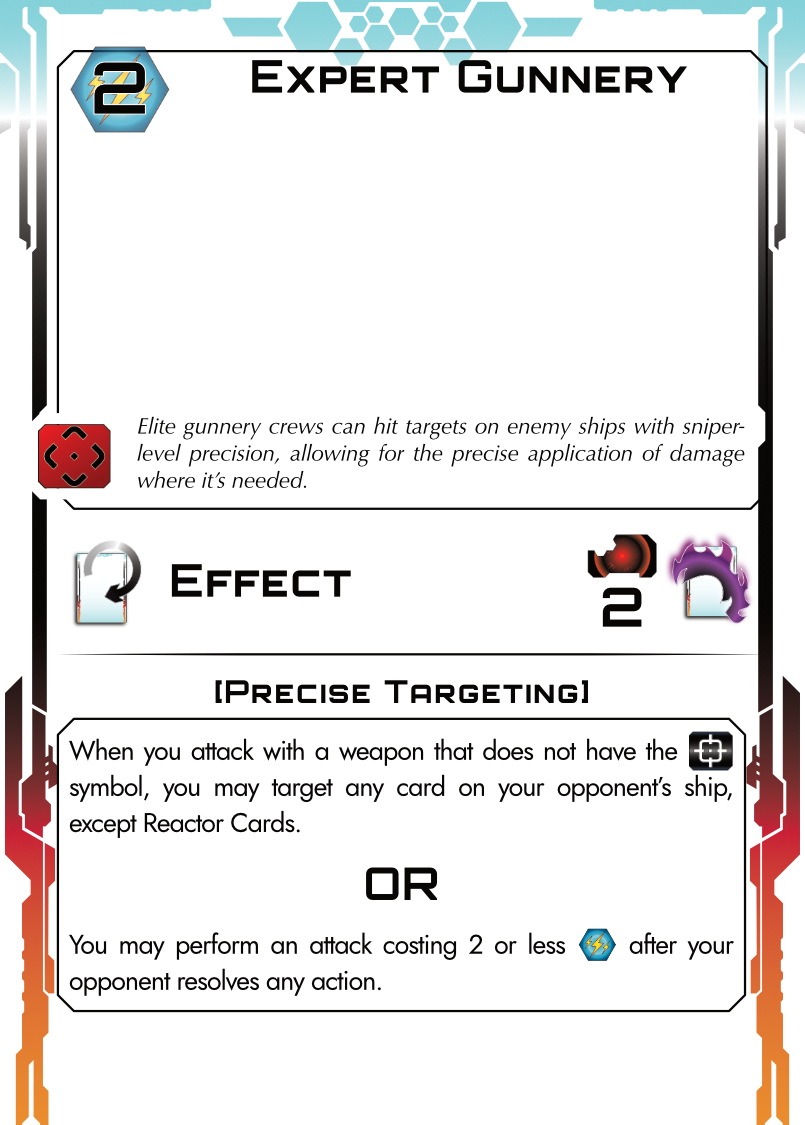 2
Expert Gunnery
Elite gunnery crews can hit targets on enemy ships with sniper-
level precision, allowing for the precise application of damage
where it's needed.
Effect
2
[Precise Targeting]
When you attack with a weapon that does not have the
symbol, you may target any card on your opponent's ship,
except Reactor Cards.
OR
You may perform an attack costing 2 or less after your
opponent resolves any action.